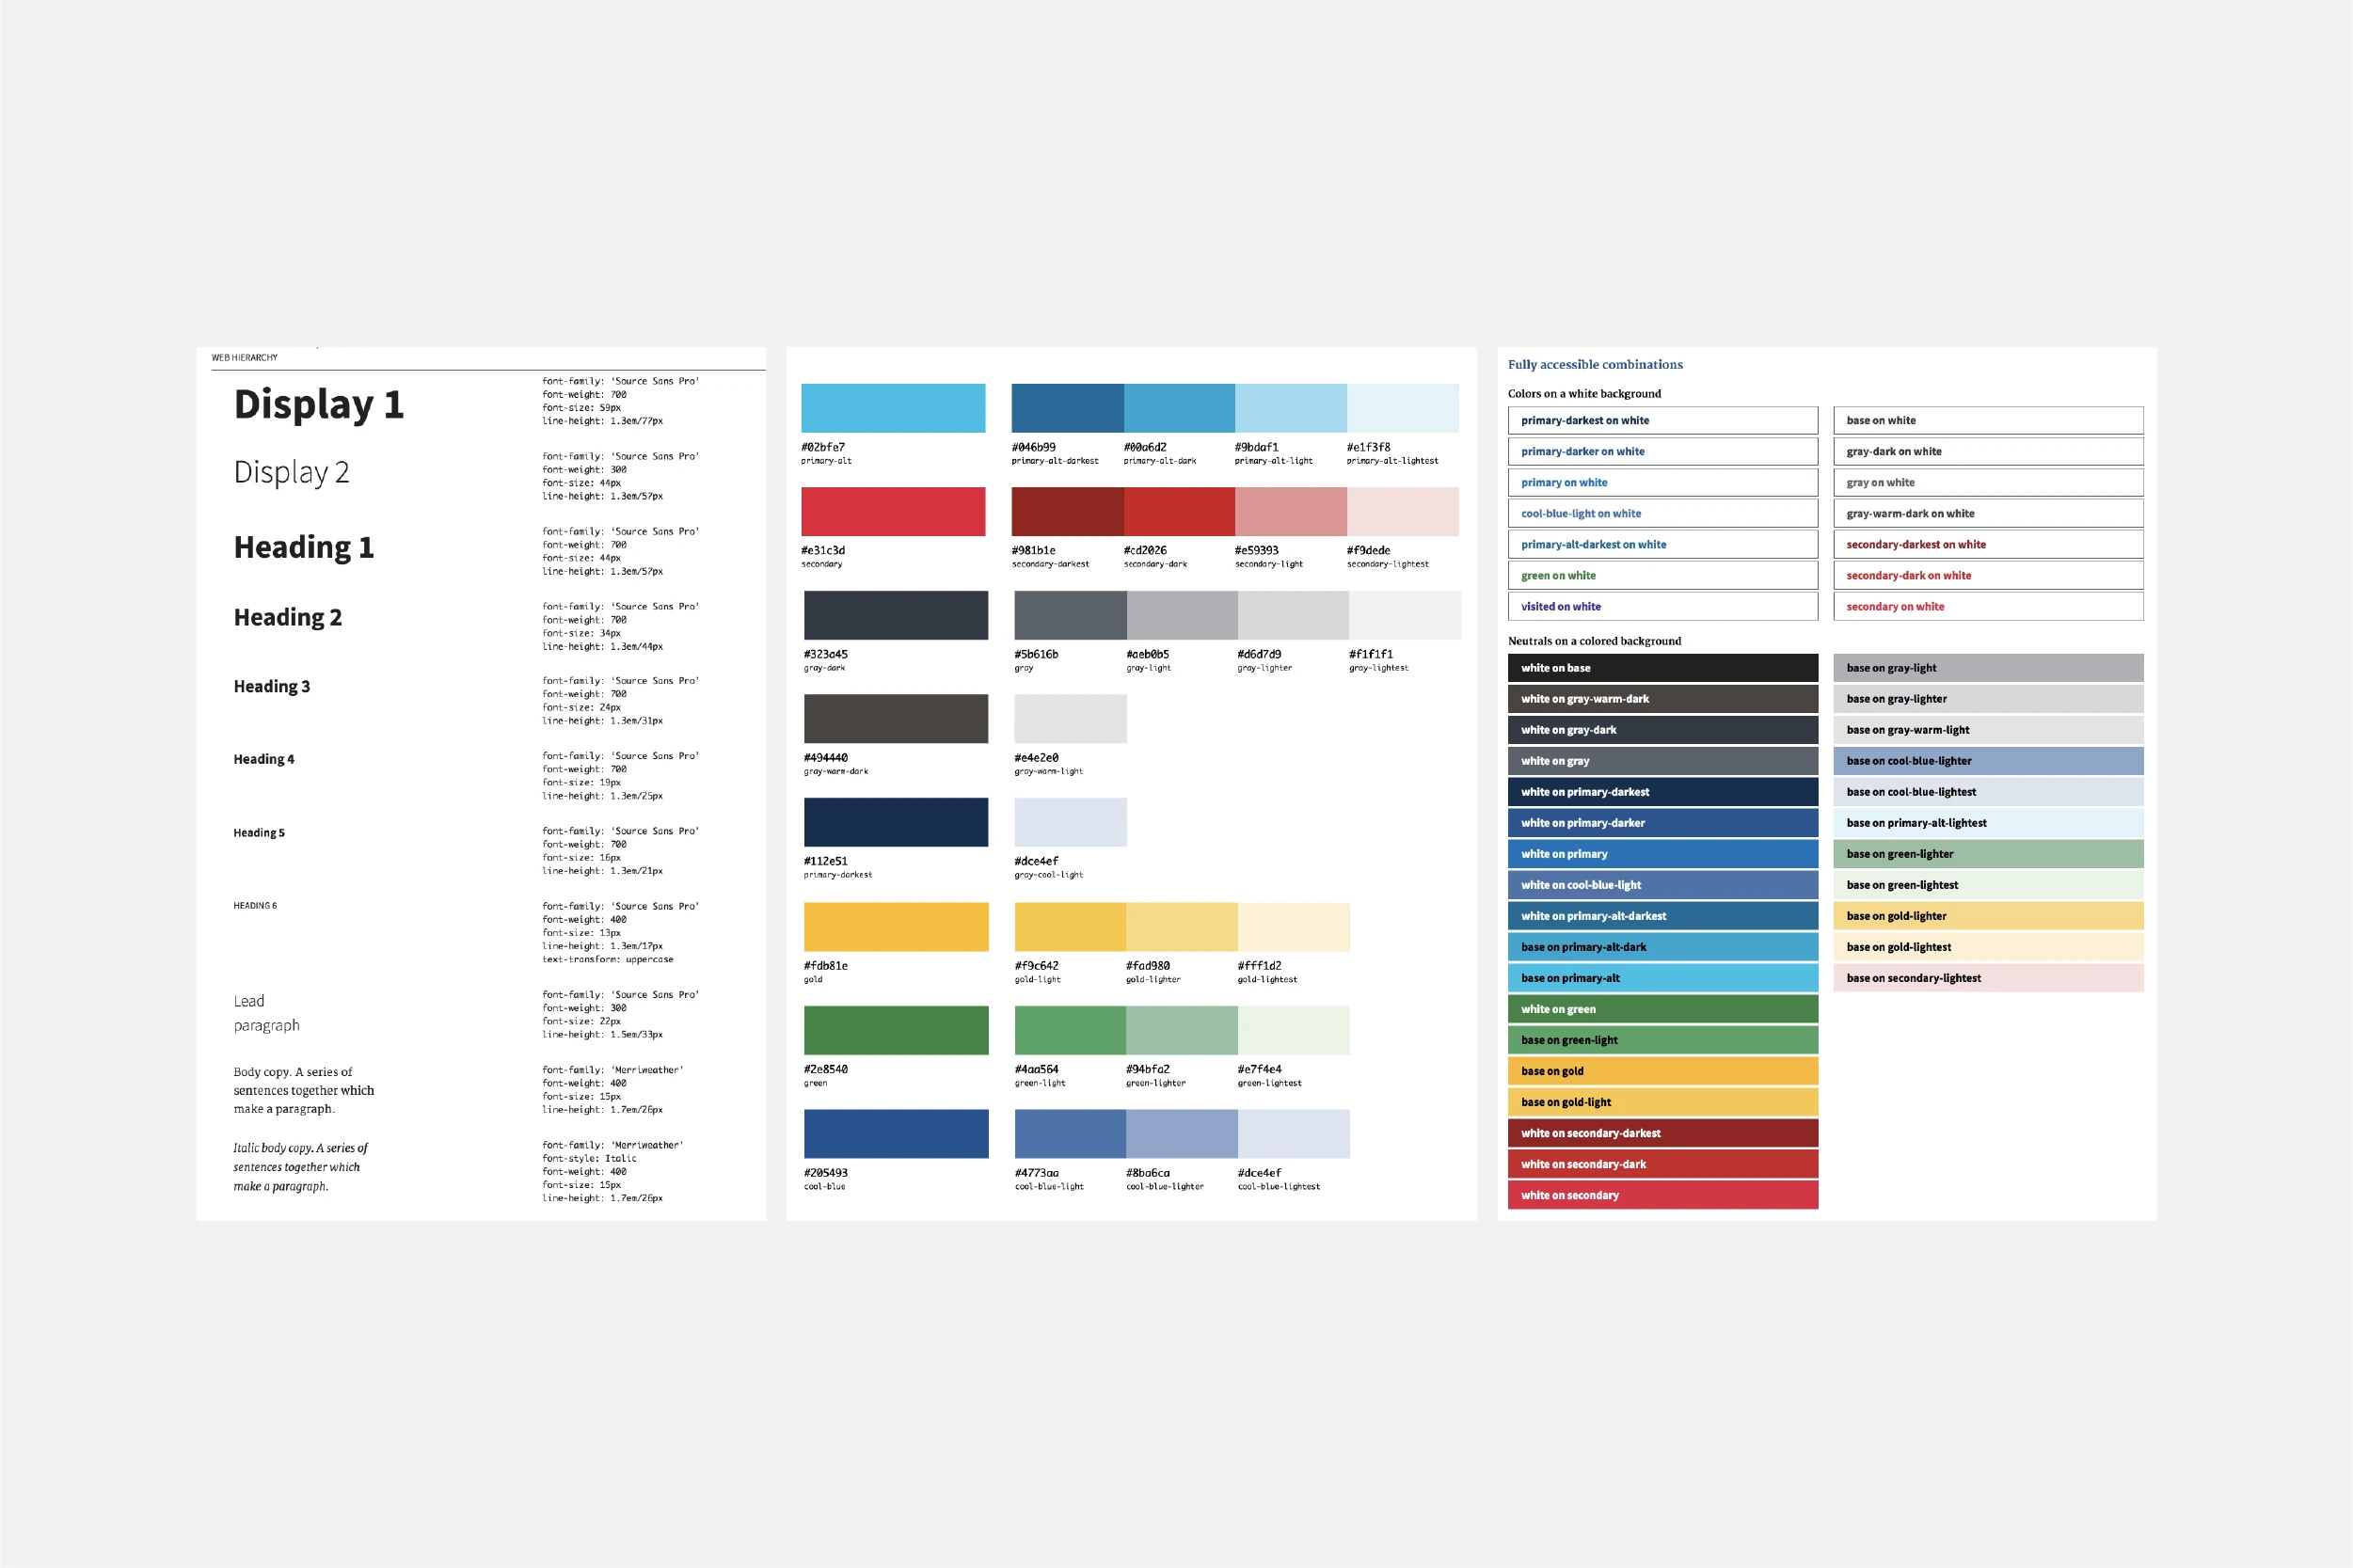 WEB HIERARCHY
Display 1
font-family: ‘Source Sans Pro’
font-weight: 700
font-size: 59px
line-height: 1.3em/77px
Display 2
font-family: ‘Source Sans Pro’
font-weight: 300
font-size: 44px
line-height: 1.3em/57px
Heading 1
font-family: ‘Source Sans Pro’
font-weight: 700
font-size: 44px
line-height: 1.3em/57px
Heading 2
font-family: ‘Source Sans Pro’
font-weight: 700
font-size: 34px
line-height: 1.3em/44px
Heading 3
font-family: ‘Source Sans Pro’
font-weight: 700
font-size: 24px
line-height: 1.3em/31px
Heading 4
font-family: ‘Source Sans Pro’
font-weight: 700
font-size: 19px
line-height: 1.3em/25px
Heading 5
font-family: ‘Source Sans Pro’
font-weight: 700
font-size: 16px
line-height: 1.3em/21px
HEADING 6
font-family: ‘Source Sans Pro’
font-weight: 400
font-size: 13px
line-height: 1.3em/17px
text-transform: uppercase
Lead
paragraph
font-family: ‘Source Sans Pro’
font-weight: 300
font-size: 22px
line-height: 1.5em/33px
Body copy. A series of
sentences together which
make a paragraph.
font-family: ‘Merriweather’
font-weight: 400
font-size: 15px
line-height: 1.7em/26px
Italic body copy. A series of
sentences together which
make a paragraph.
font-family: ‘Merriweather’
font-style: Italic
font-weight: 400
font-size: 15px
line-height: 1.7em/26px
#02bfe7 #046b99 #00a6d2 #9bdaf1 #e1f3f8
primary-alt primary-alt-darkest primary-alt-dark primary-alt-light primary-alt-lightest
#e31c3d #981b1e #cd2026 #e59393 #f9dede
secondary secondary-darkest secondary-dark secondary-light secondary-lightest
#323a45 #5b616b #aeb0b5 #d6d7d9 #f1f1f1
gray-dark gray gray-light gray-lighter gray-lightest
#494440 #e4e2e0
gray-warm-dark gray-warm-light
#112e51 #dce4ef
primary-darkest gray-cool-light
#fdb81e #f9c642 #fad980 #fff1d2
gold gold-light gold-lighter gold-lightest
#2e8540 #4aa564 #94bfa2 #e7f4e4
green green-light green-lighter green-lightest
#205493 #4773aa #8ba6ca #dce4ef
cool-blue cool-blue-light cool-blue-lighter cool-blue-lightest
Fully accessible combinations
Colors on a white background
primary-darkest on white
primary-darker on white
primary on white
cool-blue-light on white
primary-alt-darkest on white
green on white
visited on white
base on white
gray-dark on white
gray on white
gray-warm-dark on white
secondary-darkest on white
secondary-dark on white
secondary on white
Neutrals on a colored background
white on base
white on gray-warm-dark
white on gray-dark
white on gray
white on primary-darkest
white on primary-darker
white on primary
white on cool-blue-light
white on primary-alt-darkest
base on primary-alt-dark
base on primary-alt
white on green
base on green-light
base on gold
base on gold-light
white on secondary-darkest
white on secondary-dark
white on secondary
base on gray-light
base on gray-lighter
base on gray-warm-light
base on cool-blue-lighter
base on cool-blue-lightest
base on primary-alt-lightest
base on green-lighter
base on green-lightest
base on gold-lighter
base on gold-lightest
base on secondary-lightest